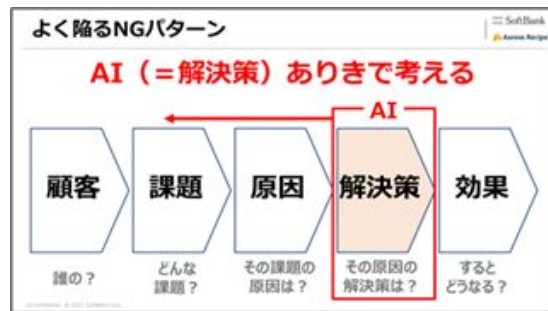 よく陥るNGパターン
SoftBank
Axross Recipe
AI（＝解決策）ありきで考える
AI
顧客
課題
原因
解決策
効果
誰の？
どんな
課題？
その課題の
原因は？
その原因の
解決策は？
すると
どうなる？